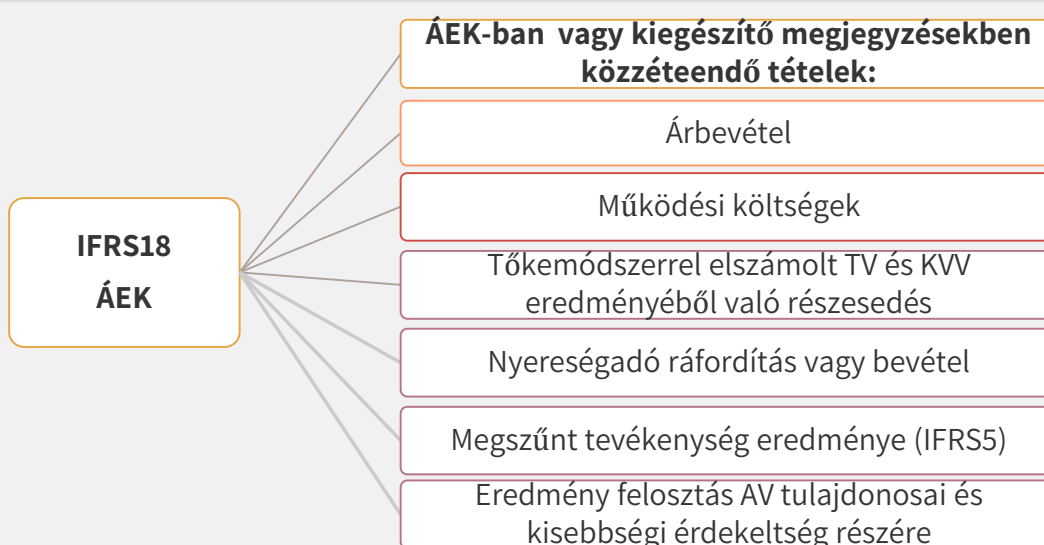 ÁEK-ban vagy kiegészítő megjegyzésekben
közzéteendő tételek:
Árbevétel
Működési költségek
IFRS18
ÁEK
Tőkemódszerrel elszámolt TV és KVV
eredményéből való részesedés
Nyereségadó ráfordítás vagy bevétel
Megszűnt tevékenység eredménye (IFRS5)
Eredmény felosztás AV tulajdonosai és
kisebbségi érdekeltség részére